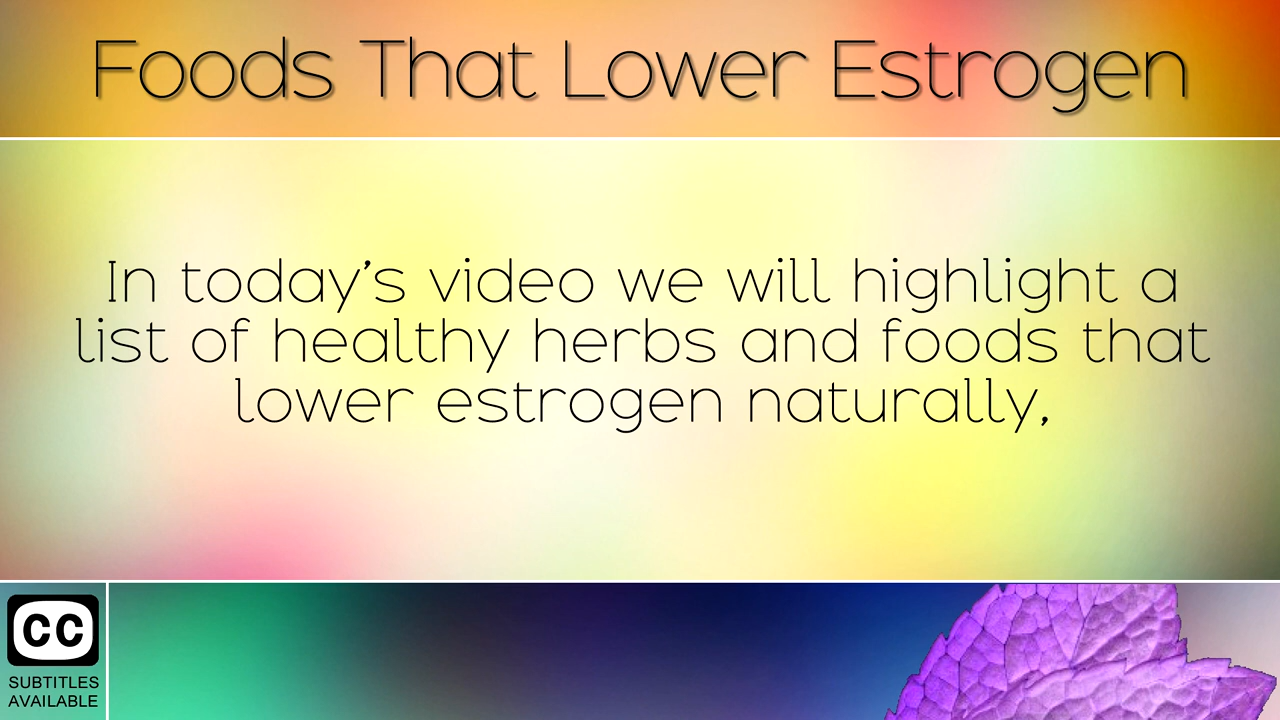 Foods That Lower Estrogen
In today's video we will highlight a
list of healthy herbs and foods that
lower estrogen naturally,
CC
SUBTITLES
AVAILABLE